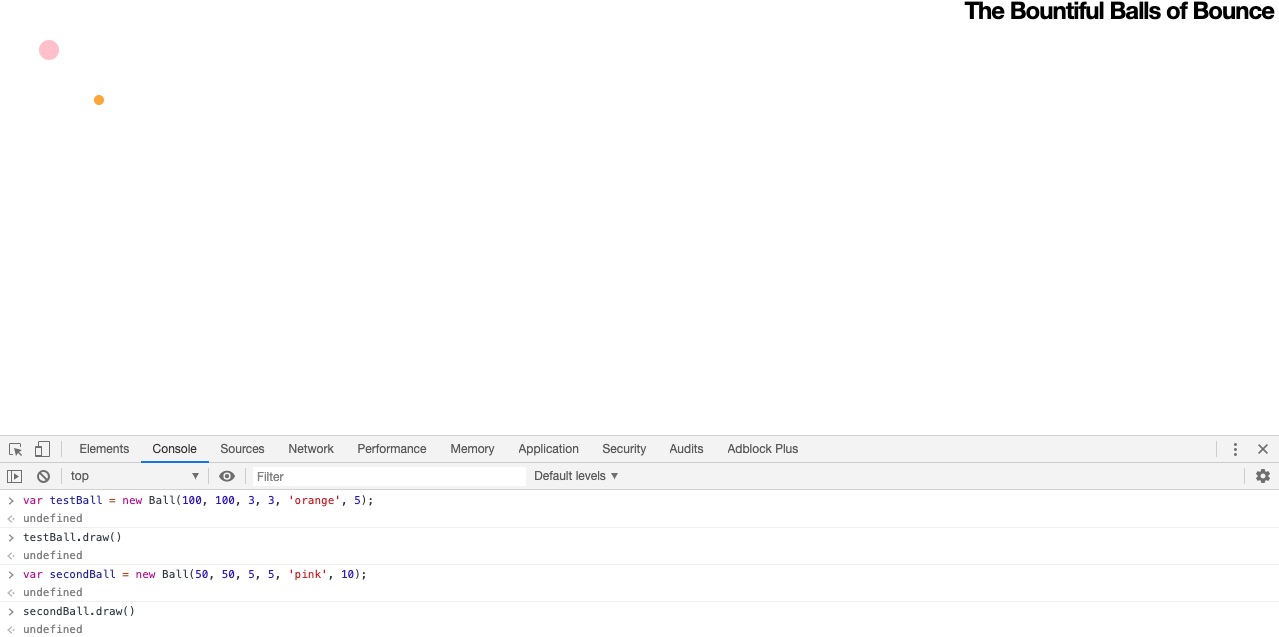 The Bountiful Balls of Bounce
Elements Console Sources Network Performance Memory Application Security Audits Adblock Plus
top Filter Default levels
var testBall = new Ball(100, 100, 3, 3, 'orange', 5);
undefined
testBall.draw()
undefined
var secondBall = new Ball(50, 50, 5, 5, 'pink', 10);
undefined
secondBall.draw()
undefined